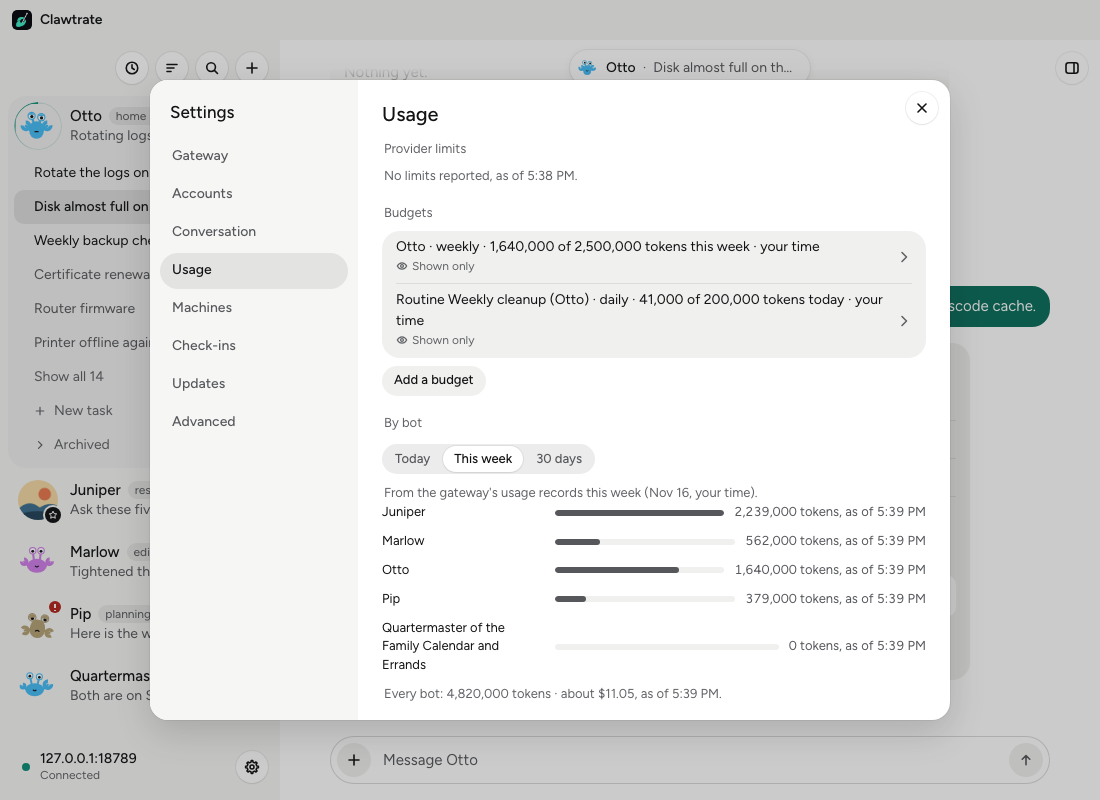 Clawtrate
Nothing yet.
Otto · Disk almost full on th...
Otto home
Rotating logs
Rotate the logs on
Disk almost full on
Weekly backup che
Certificate renewa
Router firmware
Printer offline again
Show all 14
New task
Archived
Juniper res
Ask these five
Marlow edi
Tightened th
Pip planning
Here is the w
Quartermas
Both are on S
127.0.0.1:18789
Connected
Settings
Gateway
Accounts
Conversation
Usage
Machines
Check-ins
Updates
Advanced
Usage
Provider limits
No limits reported, as of 5:38 PM.
Budgets
Otto · weekly · 1,640,000 of 2,500,000 tokens this week · your time
Shown only
Routine Weekly cleanup (Otto) · daily · 41,000 of 200,000 tokens today · your
time
Shown only
Add a budget
By bot
Today This week 30 days
From the gateway's usage records this week (Nov 16, your time).
Juniper 2,239,000 tokens, as of 5:39 PM
Marlow 562,000 tokens, as of 5:39 PM
Otto 1,640,000 tokens, as of 5:39 PM
Pip 379,000 tokens, as of 5:39 PM
Quartermaster of the
Family Calendar and
Errands
0 tokens, as of 5:39 PM
Every bot: 4,820,000 tokens · about $11.05, as of 5:39 PM.
scode cache.
Message Otto